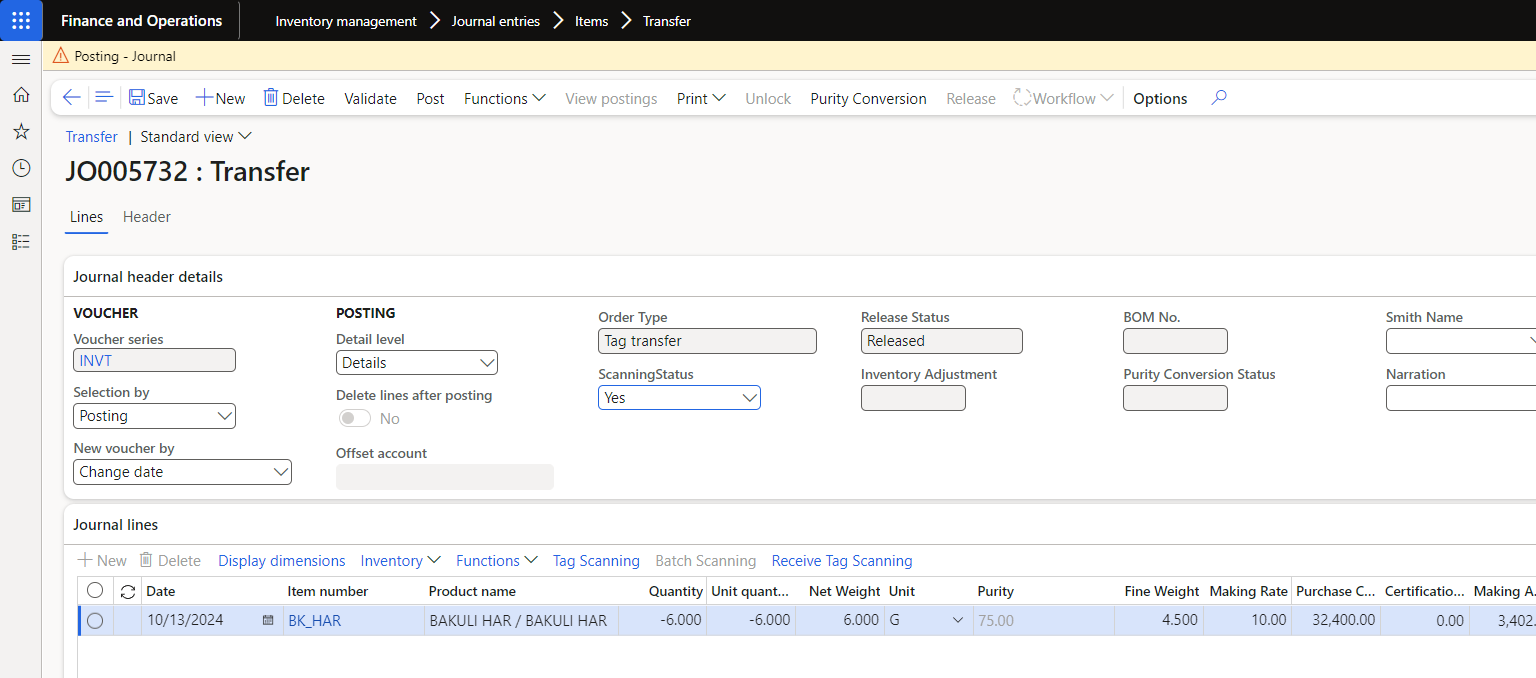 Finance and Operations Inventory management Journal entries Items Transfer
Posting - Journal
Save New Delete Validate Post Functions View postings Print Unlock Purity Conversion Release Workflow Options
Transfer | Standard view
JO005732 : Transfer
Lines Header
Journal header details
VOUCHER
Voucher series
INVT
Selection by
Posting
New voucher by
Change date
POSTING
Detail level
Details
Delete lines after posting
No
Offset account
Order Type
Tag transfer
ScanningStatus
Yes
Release Status
Released
Inventory Adjustment
BOM No.
Purity Conversion Status
Smith Name
Narration
Journal lines
New Delete Display dimensions Inventory Functions Tag Scanning Batch Scanning Receive Tag Scanning
Date Item number Product name Quantity Unit quant... Net Weight Unit Purity Fine Weight Making Rate Purchase C... Certificatio... Making A.
10/13/2024 BK_HAR BAKULI HAR / BAKULI HAR -6.000 -6.000 6.000 G 75.00 4.500 10.00 32,400.00 0.00 3,402.